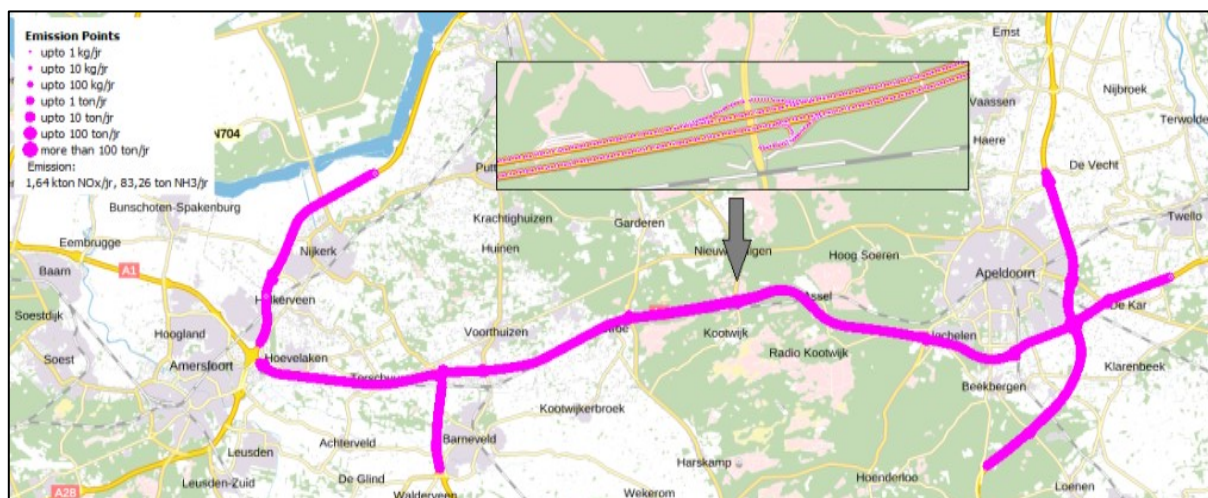 Emission Points
upto 1 kg/jr
upto 10 kg/jr
upto 100 kg/jr
upto 1 ton/jr
upto 10 ton/jr
upto 100 ton/jr
more than 100 ton/jr
Emission:
1,64 kton NOx/jr, 83,26 ton NH3/jr
N704
Emst
Vaassen
Nijbroek
Terwolde
Haere
De Vecht
Twello
Bunschoten-Spakenburg
Krachtighuizen
Garderen
Eembrugge
Nijkerk
Huinen
Hoog Soeren
Baarn
A1
Apeldoorn
De Kar
Soestdijk
Hoogland
Voorthuizen
Kootwijk
Soest
Amersfoort
Hoevelaken
Radio Kootwijk
Klarenbeek
Beekbergen
Kootwijkerbroek
Achterveld
Barneveld
Leusden
Harskamp
De Glind
Hoenderloo
A28
Leusden-Zuid
Walderveen
Wekerom
Loenen